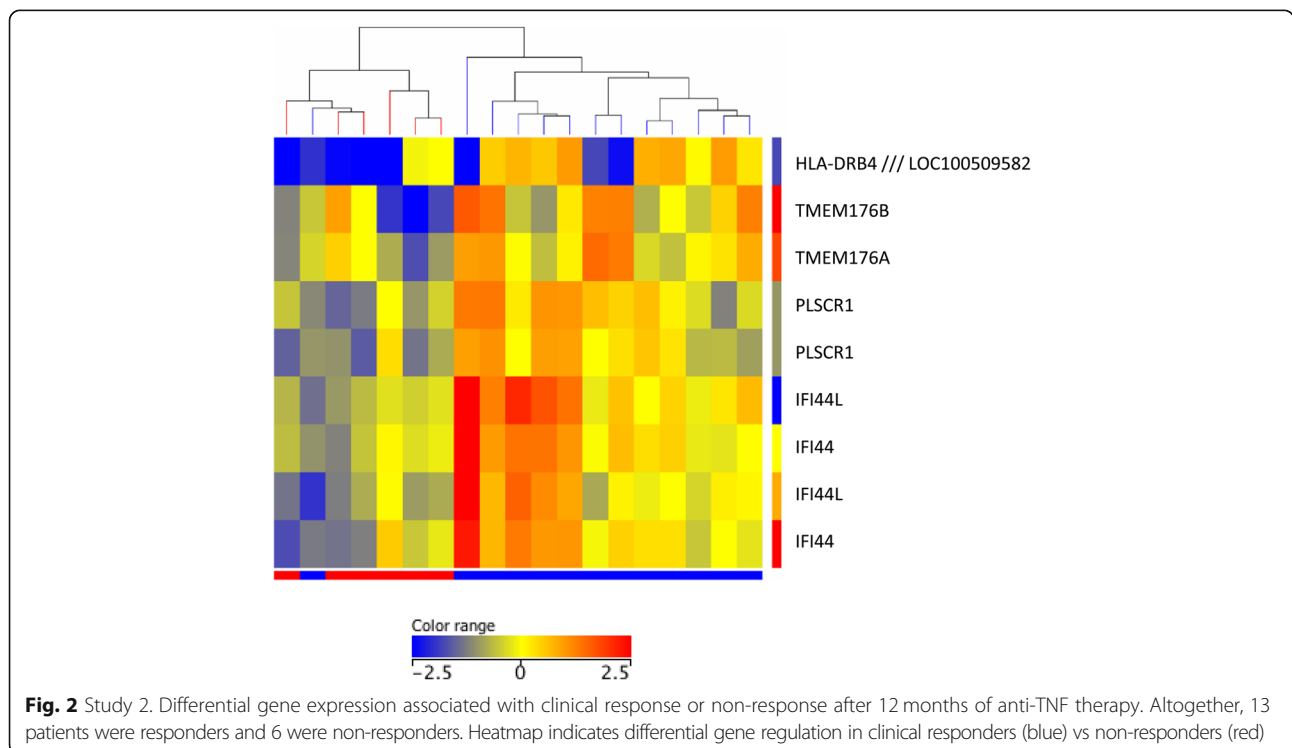 HLA-DRB4 /// LOC100509582
TMEM176B
TMEM176A
PLSCR1
PLSCR1
IFI44L
IFI44
IFI44L
IFI44
Color range
−2.5 0 2.5
Fig. 2 Study 2. Differential gene expression associated with clinical response or non-response after 12 months of anti-TNF therapy. Altogether, 13
patients were responders and 6 were non-responders. Heatmap indicates differential gene regulation in clinical responders (blue) vs non-responders (red)